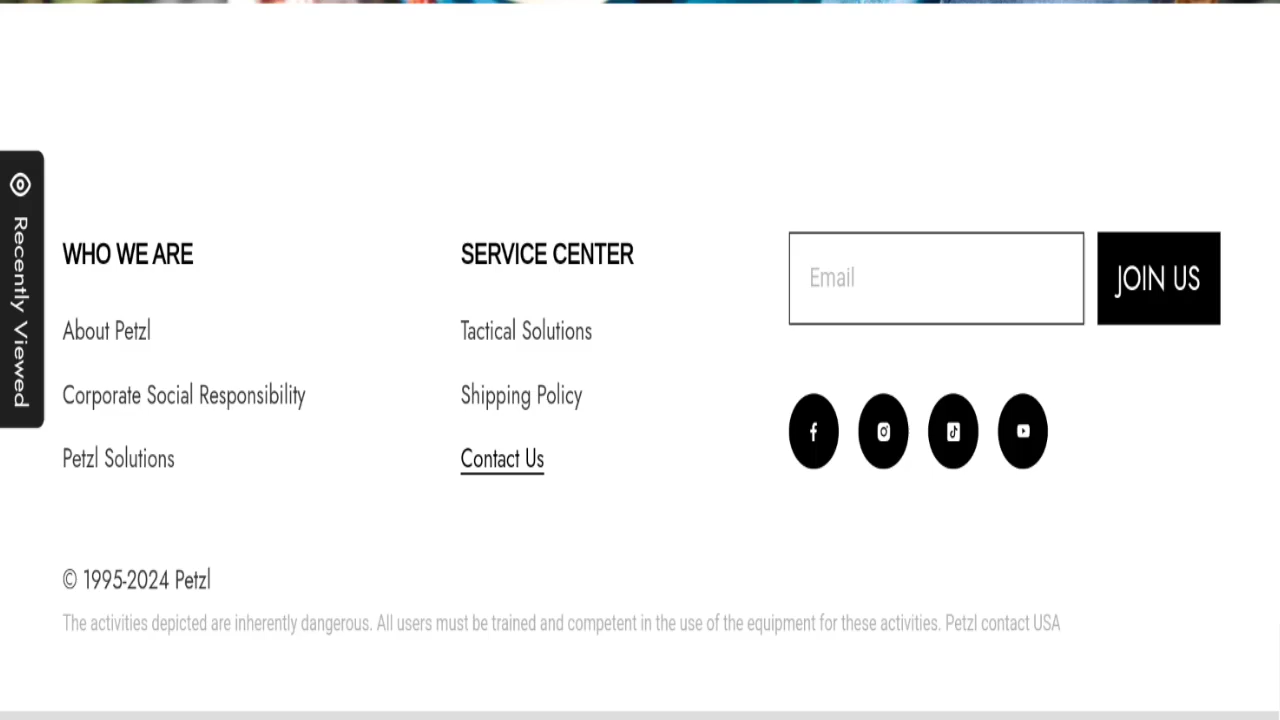 Recently Viewed
WHO WE ARE
About Petzl
Corporate Social Responsibility
Petzl Solutions
SERVICE CENTER
Tactical Solutions
Shipping Policy
Contact Us
Email
JOIN US
© 1995-2024 Petzl
The activities depicted are inherently dangerous. All users must be trained and competent in the use of the equipment for these activities. Petzl contact USA